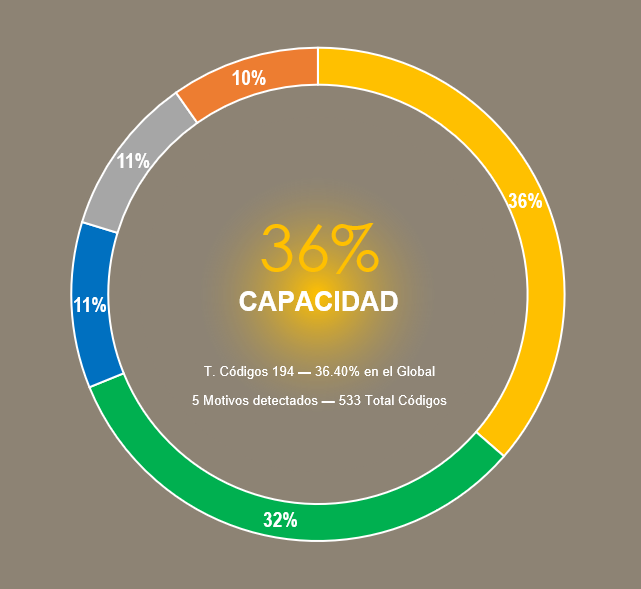 10%
11%
36%
36%
CAPACIDAD
11%
T. Códigos 194 — 36.40% en el Global
5 Motivos detectados — 533 Total Códigos
32%